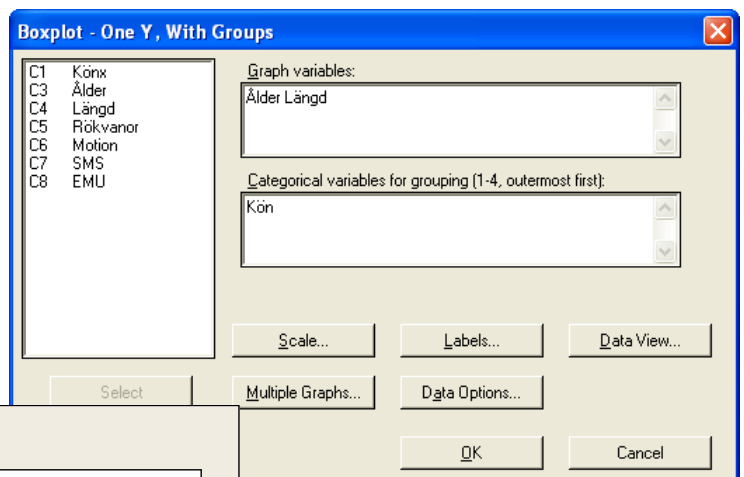 Boxplot - One Y, With Groups
C1 Könx
C3 Ålder
C4 Längd
C5 Rökvanor
C6 Motion
C7 SMS
C8 EMU
Graph variables:
Ålder Längd
Categorical variables for grouping (1-4, outermost first):
Kön
Scale...
Labels...
Data View...
Select
Multiple Graphs...
Data Options...
OK
Cancel